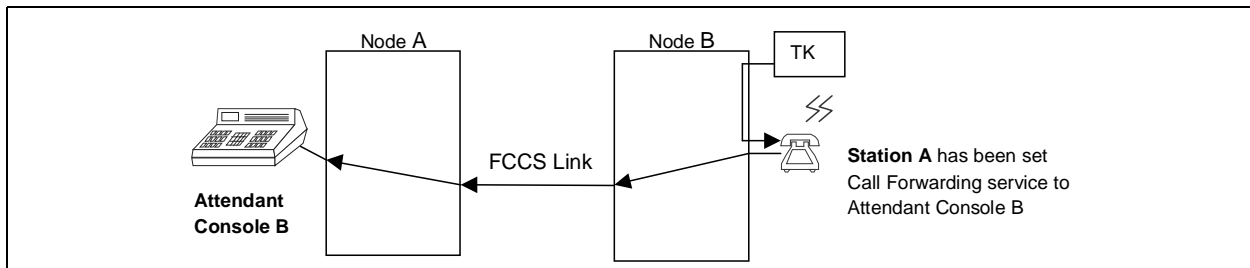 Node A
Node B
TK
FCCS Link
Attendant
Console B
Station A has been set
Call Forwarding service to
Attendant Console B